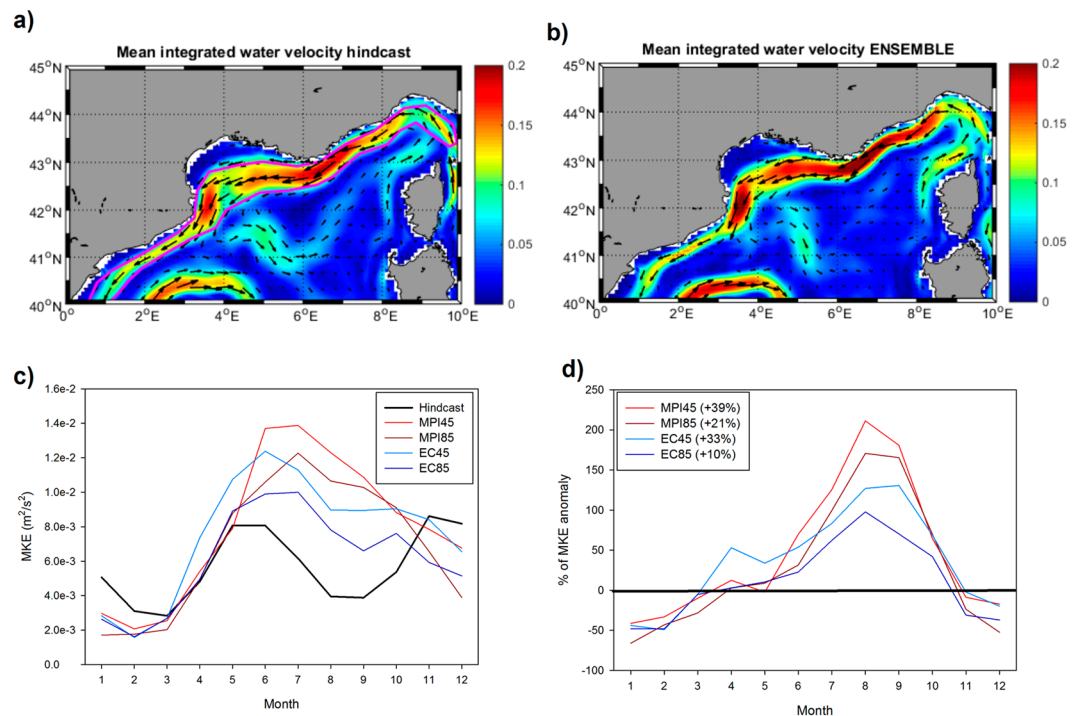 a)
Mean integrated water velocity hindcast
45°N
44°N
43°N
42°N
41°N
40°N
0°
2°E
4°E
6°E
8°E
10°E
0.2
0.15
0.1
0.05
0
b)
Mean integrated water velocity ENSEMBLE
45°N
44°N
43°N
42°N
41°N
40°N
0°
2°E
4°E
6°E
8°E
10°E
0.2
0.15
0.1
0.05
0
c)
MKE (m²/s²)
1.6e-2
1.4e-2
1.2e-2
1.0e-2
8.0e-3
6.0e-3
4.0e-3
2.0e-3
0.0
Hindcast
MPI45
MPI85
EC45
EC85
1 2 3 4 5 6 7 8 9 10 11 12
Month
d)
% of MKE anomaly
250
200
150
100
50
0
-50
-100
MPI45 (+39%)
MPI85 (+21%)
EC45 (+33%)
EC85 (+10%)
1 2 3 4 5 6 7 8 9 10 11 12
Month